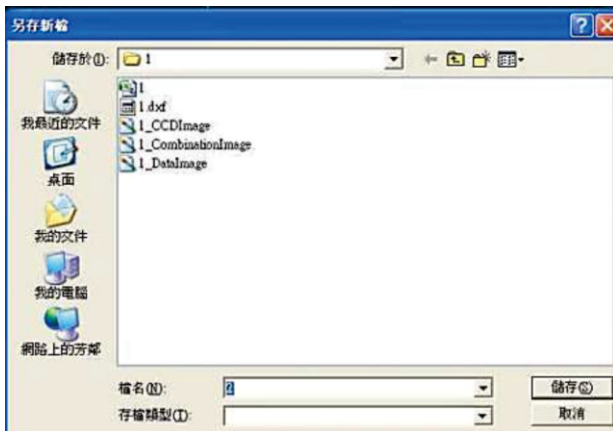 另存新檔
儲存於(I): 1
我最近的文件
桌面
我的文件
我的電腦
網路上的芳鄰
1
1.dxf
1_CCDImage
1_CombinationImage
1_DataImage
檔名(N): 2
儲存(S)
存檔類型(T):
取消